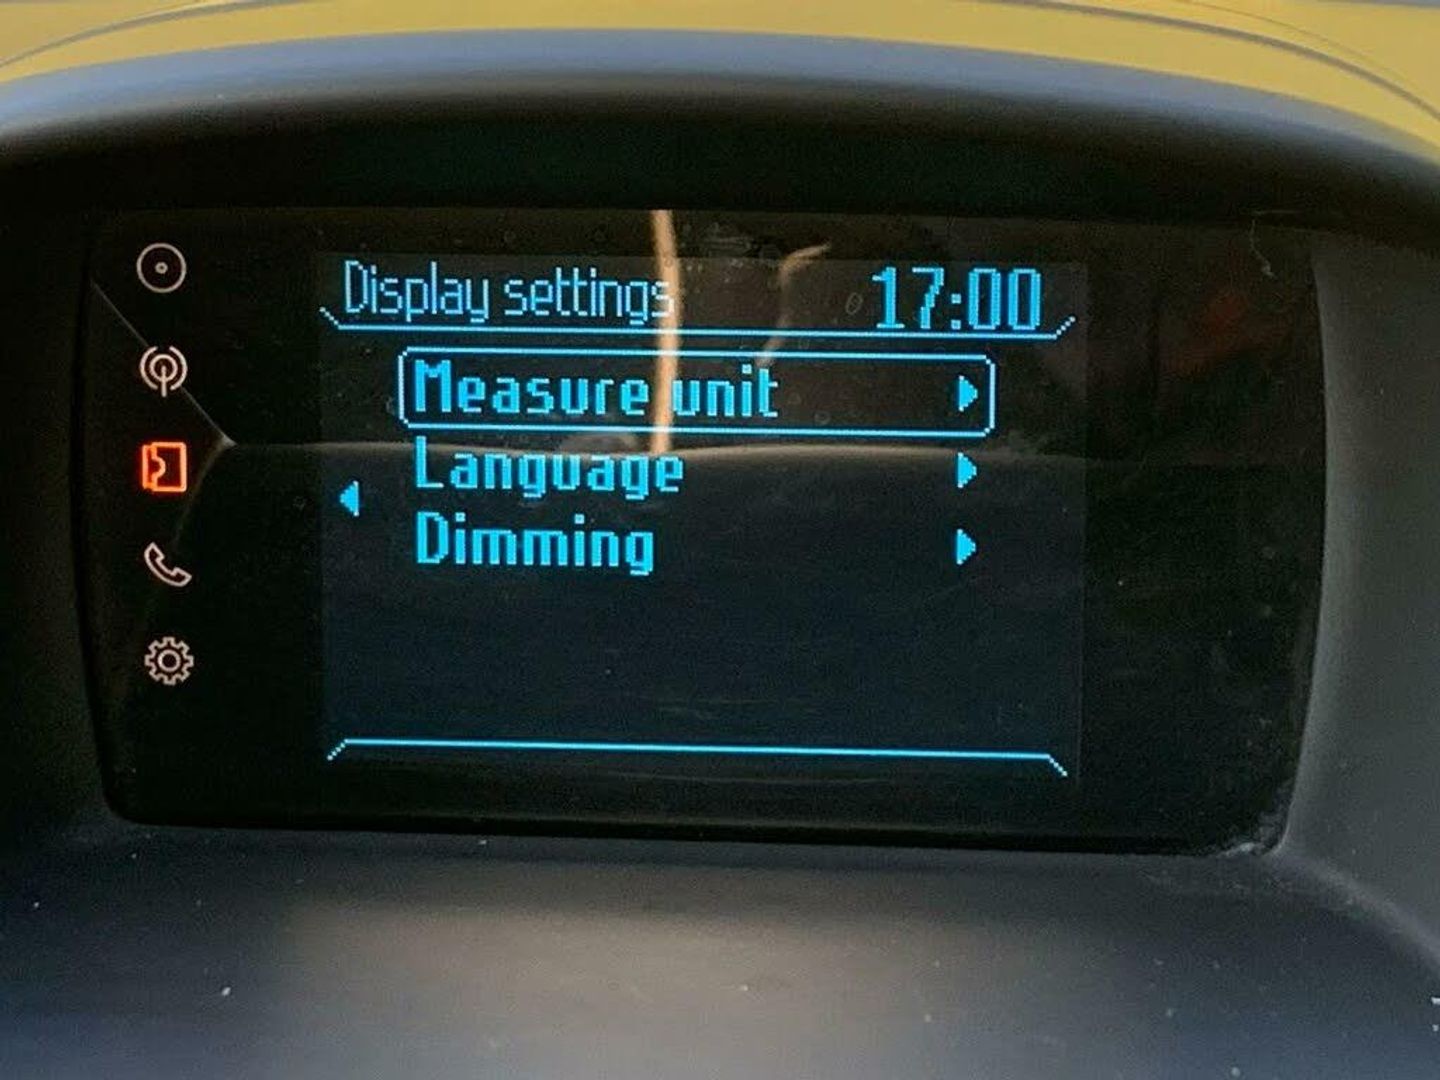 Display settings 17:00
Measure unit
Language
Dimming